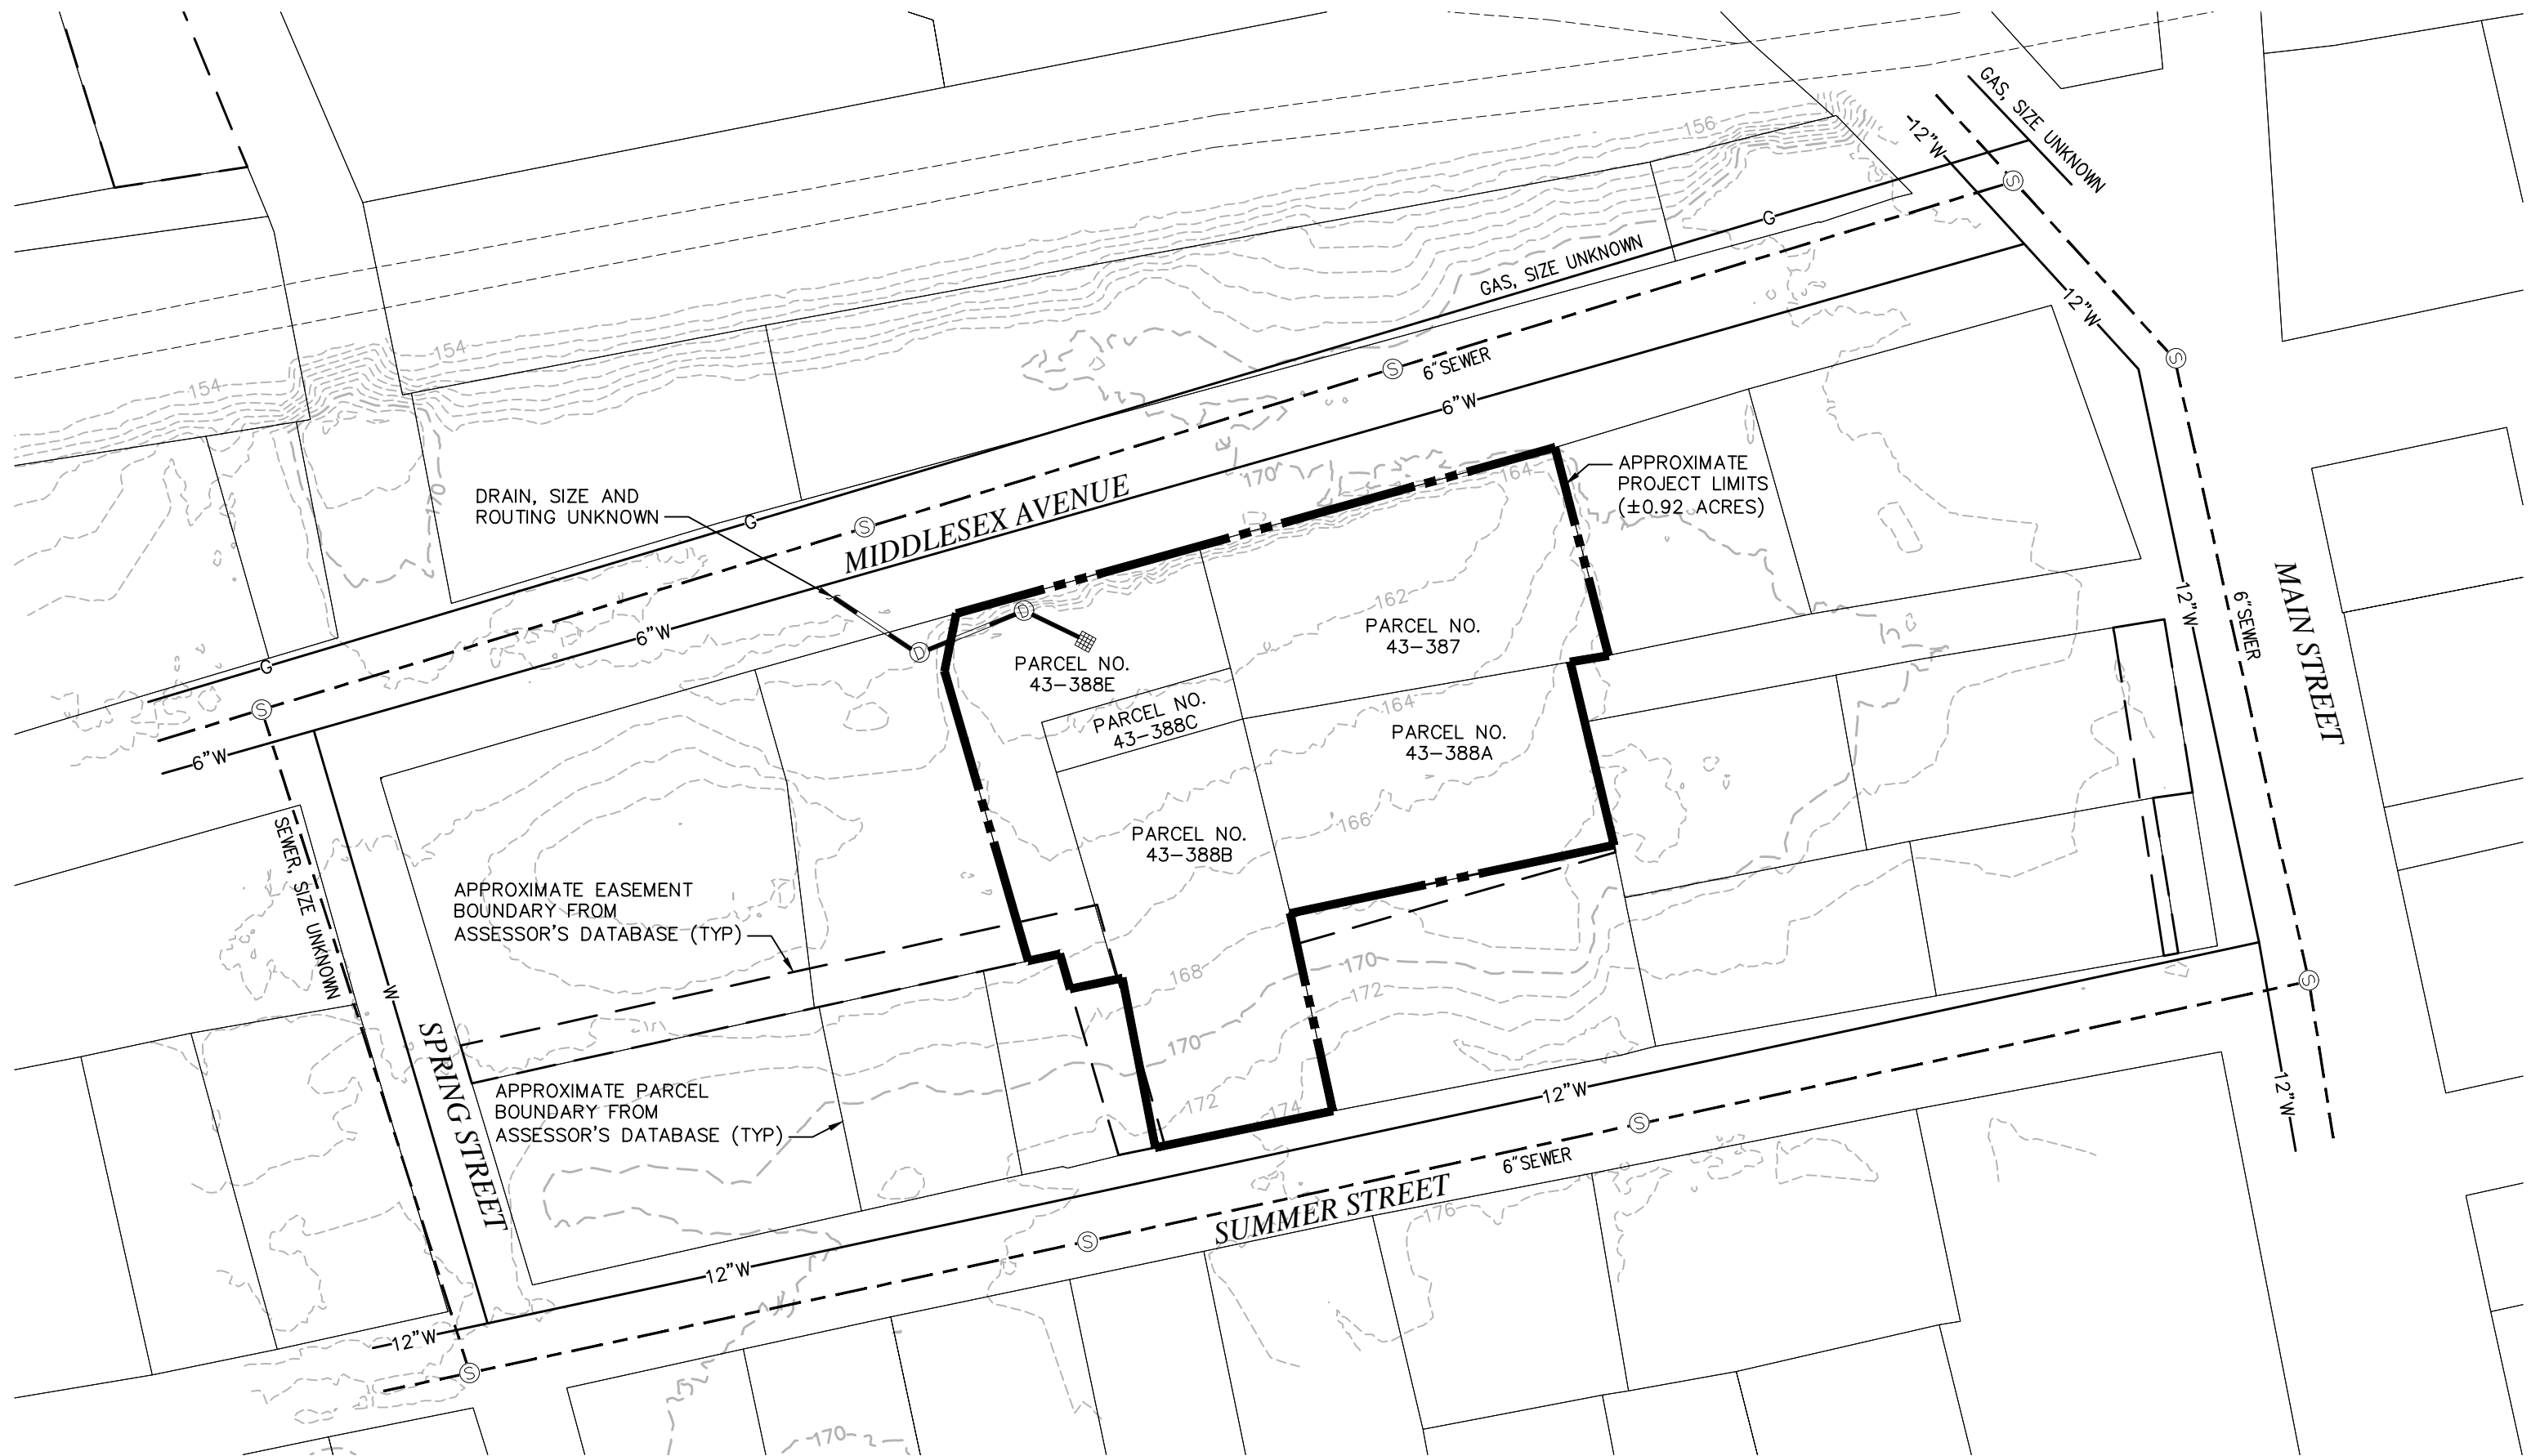 GAS, SIZE UNKNOWN
12"W
156
G
GAS, SIZE UNKNOWN
S
12"W
154
154
S
S
6"SEWER
6"W
170
164
APPROXIMATE
PROJECT LIMITS
(±0.92 ACRES)
170
DRAIN, SIZE AND
ROUTING UNKNOWN
G
S
MIDDLESEX AVENUE
162
PARCEL NO.
43-387
12"W
6"SEWER
MAIN STREET
D
D
6"W
G
PARCEL NO.
43-388E
PARCEL NO.
43-388C
164
PARCEL NO.
43-388A
S
6"W
166
PARCEL NO.
43-388B
SEWER, SIZE UNKNOWN
APPROXIMATE EASEMENT
BOUNDARY FROM
ASSESSOR'S DATABASE (TYP)
W
168
170
172
S
SPRING STREET
170
APPROXIMATE PARCEL
BOUNDARY FROM
ASSESSOR'S DATABASE (TYP)
172
174
12"W
12"W
S
6"SEWER
SUMMER STREET
176
S
12"W
12"W
S
170